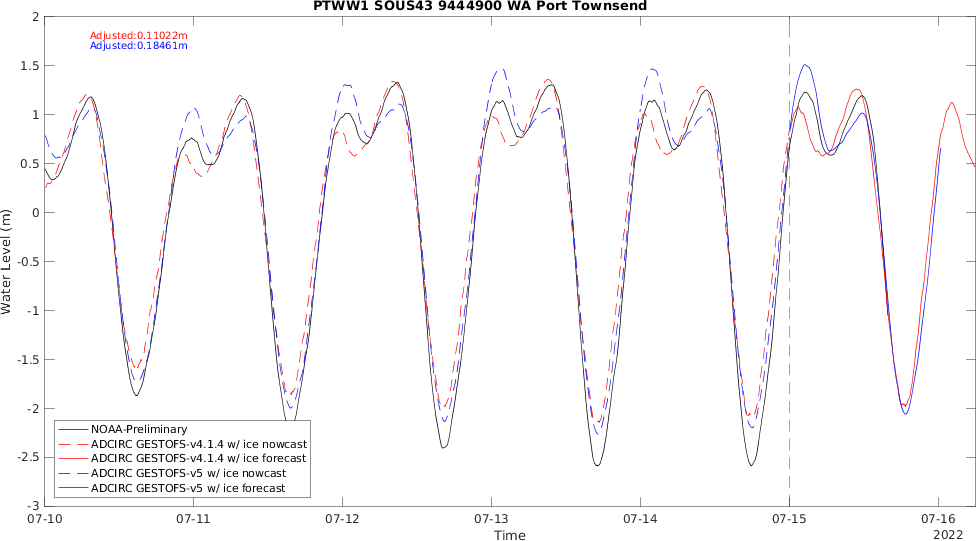 PTWW1 SOUS43 9444900 WA Port Townsend
Adjusted:0.11022m
Adjusted:0.18461m
2
1.5
1
0.5
0
-0.5
-1
-1.5
-2
-2.5
-3
Water Level (m)
NOAA-Preliminary
ADCIRC GESTOFS-v4.1.4 w/ ice nowcast
ADCIRC GESTOFS-v4.1.4 w/ ice forecast
ADCIRC GESTOFS-v5 w/ ice nowcast
ADCIRC GESTOFS-v5 w/ ice forecast
07-10 07-11 07-12 07-13 07-14 07-15 07-16
Time
2022